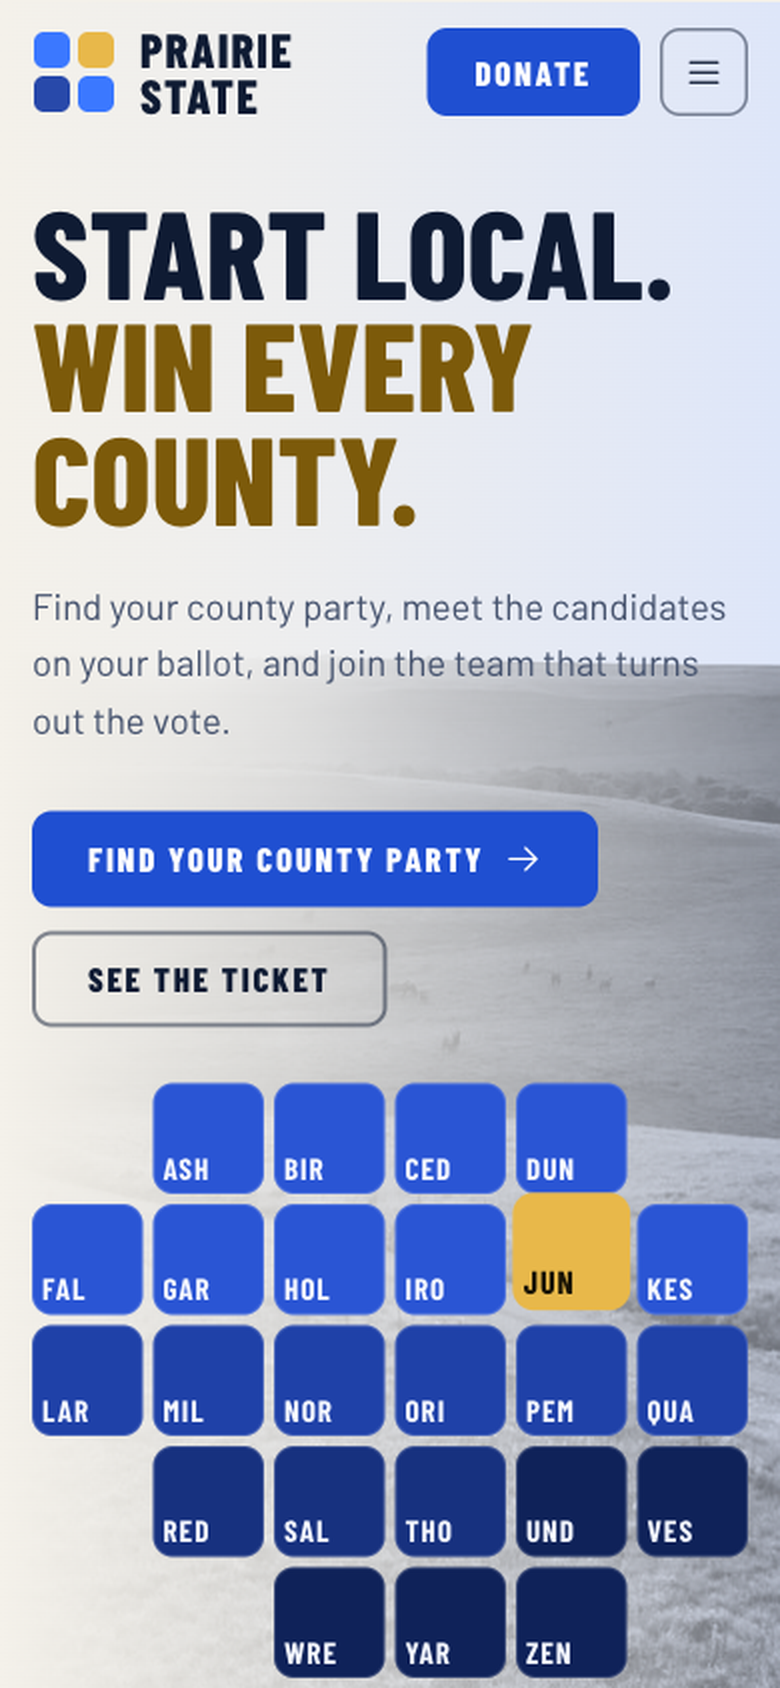 PRAIRIE
STATE
DONATE
START LOCAL.
WIN EVERY
COUNTY.
Find your county party, meet the candidates
on your ballot, and join the team that turns
out the vote.
FIND YOUR COUNTY PARTY →
SEE THE TICKET
ASH BIR CED DUN
FAL GAR HOL IRO JUN KES
LAR MIL NOR ORI PEM QUA
RED SAL THO UND VES
WRE YAR ZEN